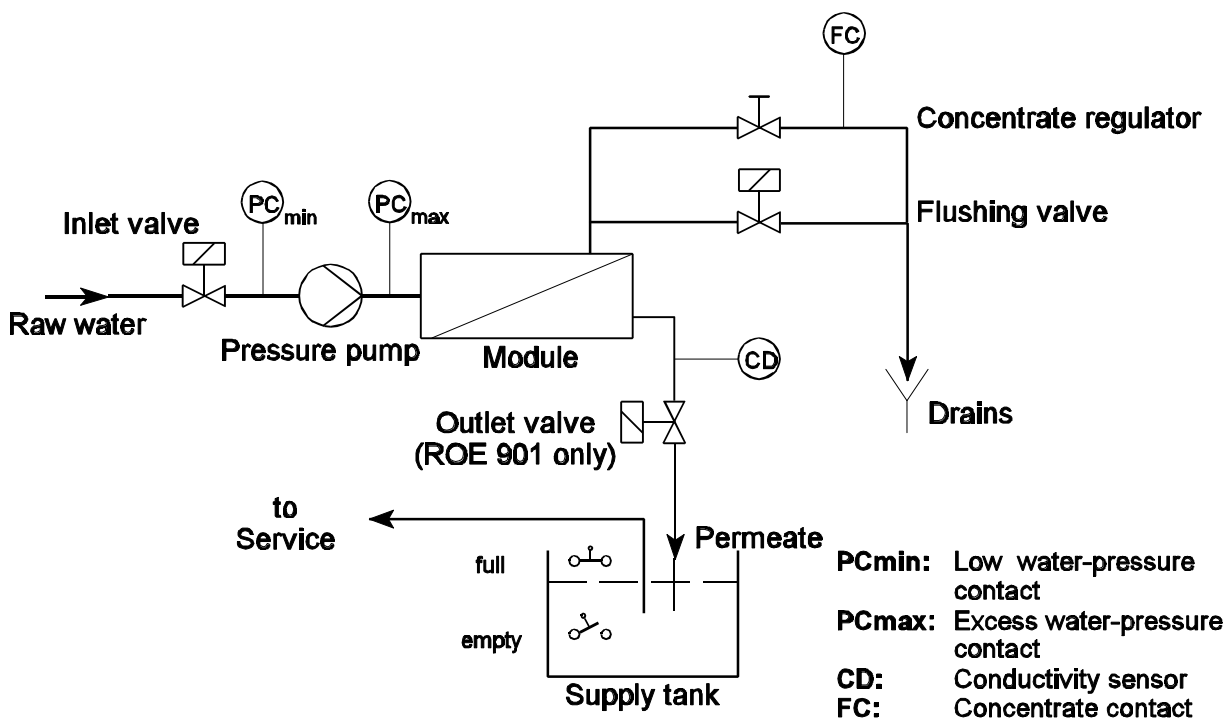 FC
Concentrate regulator
PC min
PC max
Inlet valve
Flushing valve
Raw water
Pressure pump
Module
CD
Drains
Outlet valve
(ROE 901 only)
to
Service
Permeate
full
empty
Supply tank
PCmin: Low water-pressure
contact
PCmax: Excess water-pressure
contact
CD: Conductivity sensor
FC: Concentrate contact